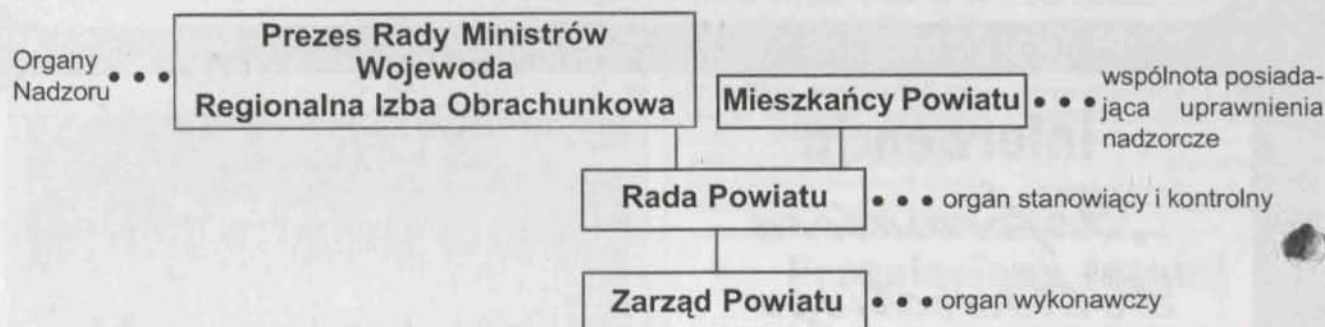 Organy
Nadzoru • • •
Prezes Rady Ministrów
Wojewoda
Regionalna Izba Obrachunkowa
Mieszkańcy Powiatu
• • • wspólnota posiada-
jąca uprawnienia
nadzorcze
Rada Powiatu
• • • organ stanowiący i kontrolny
Zarząd Powiatu
• • • organ wykonawczy